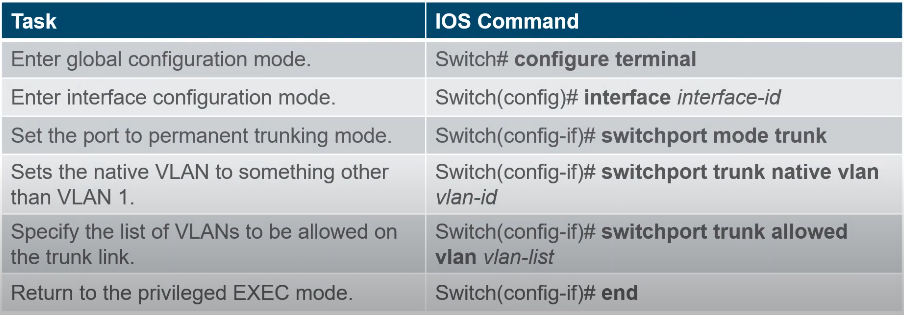 Task IOS Command
Enter global configuration mode. Switch# configure terminal
Enter interface configuration mode. Switch(config)# interface interface-id
Set the port to permanent trunking mode. Switch(config-if)# switchport mode trunk
Sets the native VLAN to something other Switch(config-if)# switchport trunk native vlan
than VLAN 1. vlan-id
Specify the list of VLANs to be allowed on Switch(config-if)# switchport trunk allowed
the trunk link. vlan vlan-list
Return to the privileged EXEC mode. Switch(config-if)# end